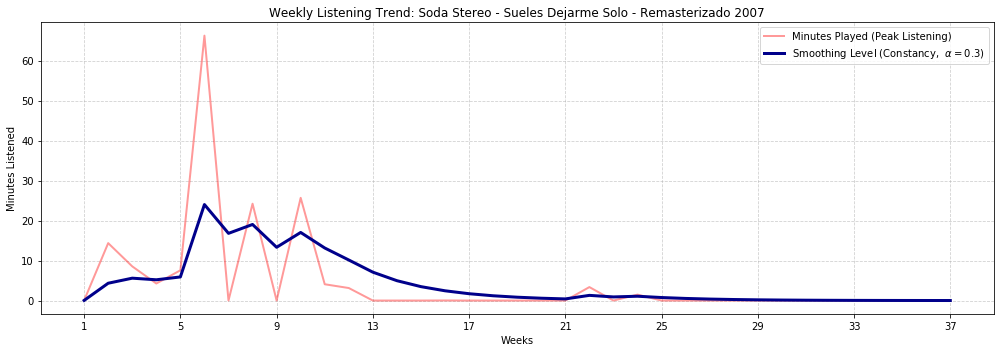 Weekly Listening Trend: Soda Stereo - Sueles Dejarme Solo - Remasterizado 2007
Minutes Played (Peak Listening)
Smoothing Level (Constancy, α = 0.3)
Minutes Listened
60
50
40
30
20
10
0
1 5 9 13 17 21 25 29 33 37
Weeks